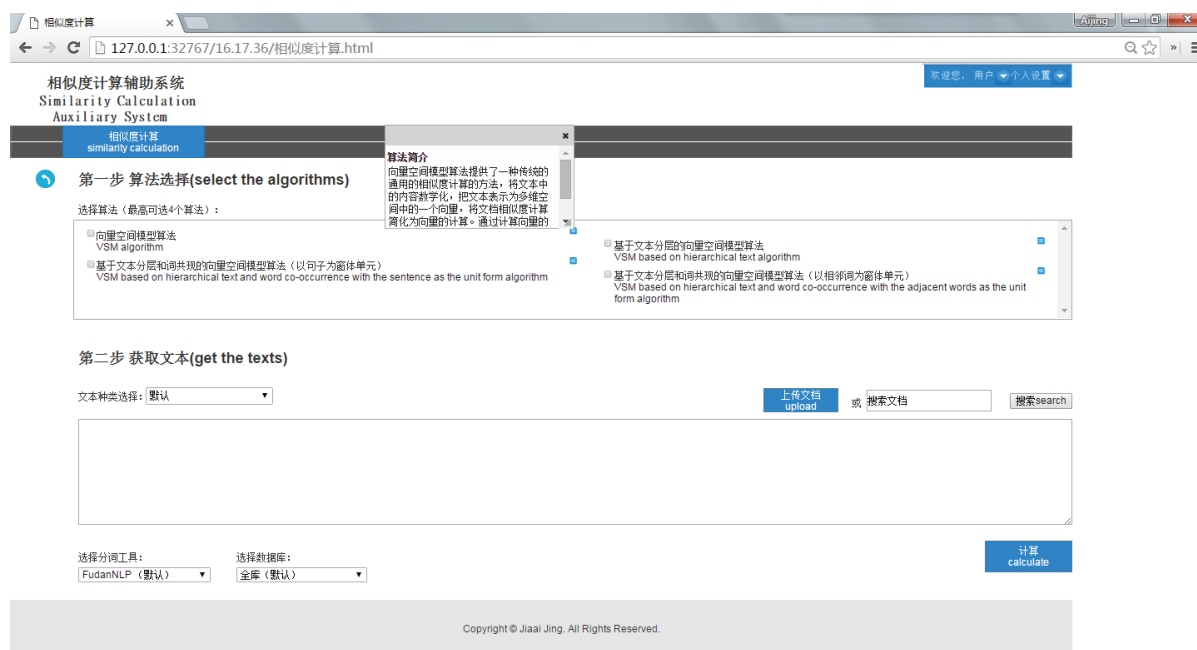 相似度计算
Aijing
127.0.0.1:32767/16.17.36/相似度计算.html
欢迎您, 用户 个人设置
相似度计算辅助系统
Similarity Calculation
Auxiliary System
相似度计算
similarity calculation
算法简介
向量空间模型算法提供了一种传统的
通用的相似度计算的方法，将文本中
的内容数学化，把文本表示为多维空
间中的一个向量，将文档相似度计算
简化为向量的计算。通过计算向量的
第一步 算法选择(select the algorithms)
选择算法（最高可选4个算法）:
向量空间模型算法
VSM algorithm
基于文本分层的向量空间模型算法
VSM based on hierarchical text algorithm
基于文本分层和词共现的向量空间模型算法（以句子为窗体单元）
VSM based on hierarchical text and word co-occurrence with the sentence as the unit form algorithm
基于文本分层和词共现的向量空间模型算法（以相邻词为窗体单元）
VSM based on hierarchical text and word co-occurrence with the adjacent words as the unit
form algorithm
第二步 获取文本(get the texts)
文本种类选择: 默认
上传文档
upload
或 搜索文档
搜索search
选择分词工具:
选择数据库:
FudanNLP （默认）
全库（默认）
计算
calculate
Copyright © Jiaai Jing. All Rights Reserved.